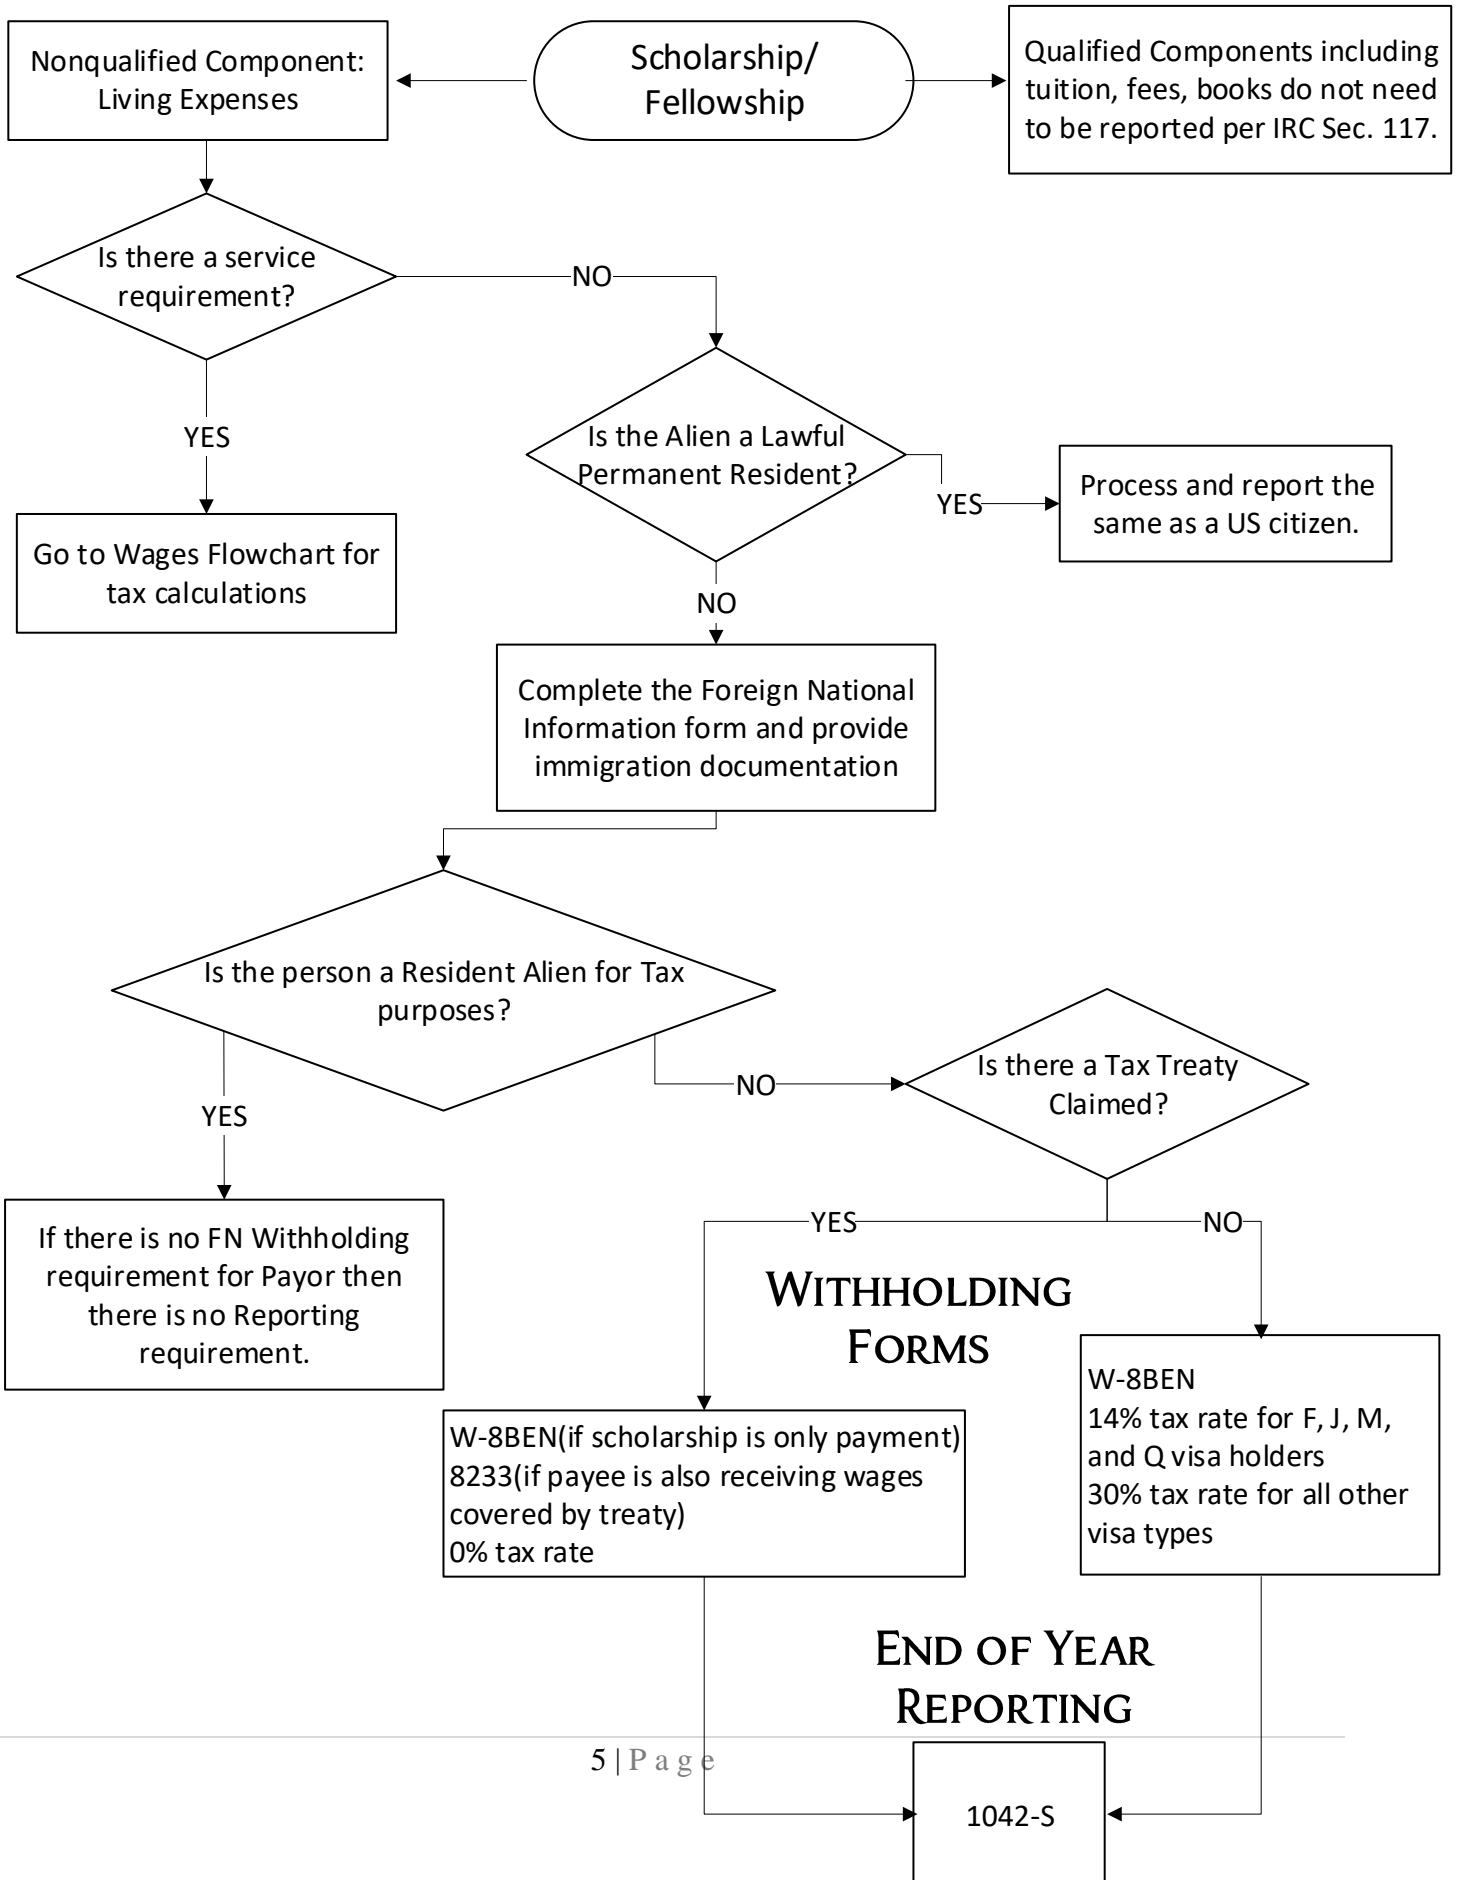 Nonqualified Component:
Living Expenses
Scholarship/
Fellowship
Qualified Components including
tuition, fees, books do not need
to be reported per IRC Sec. 117.
Is there a service
requirement?
NO
YES
Go to Wages Flowchart for
tax calculations
Is the Alien a Lawful
Permanent Resident?
YES
Process and report the
same as a US citizen.
NO
Complete the Foreign National
Information form and provide
immigration documentation
Is the person a Resident Alien for Tax
purposes?
NO
Is there a Tax Treaty
Claimed?
YES
If there is no FN Withholding
requirement for Payor then
there is no Reporting
requirement.
YES
NO
WITHHOLDING
FORMS
W-8BEN(if scholarship is only payment)
8233(if payee is also receiving wages
covered by treaty)
0% tax rate
W-8BEN
14% tax rate for F, J, M,
and Q visa holders
30% tax rate for all other
visa types
END OF YEAR
REPORTING
5 | Page
1042-S